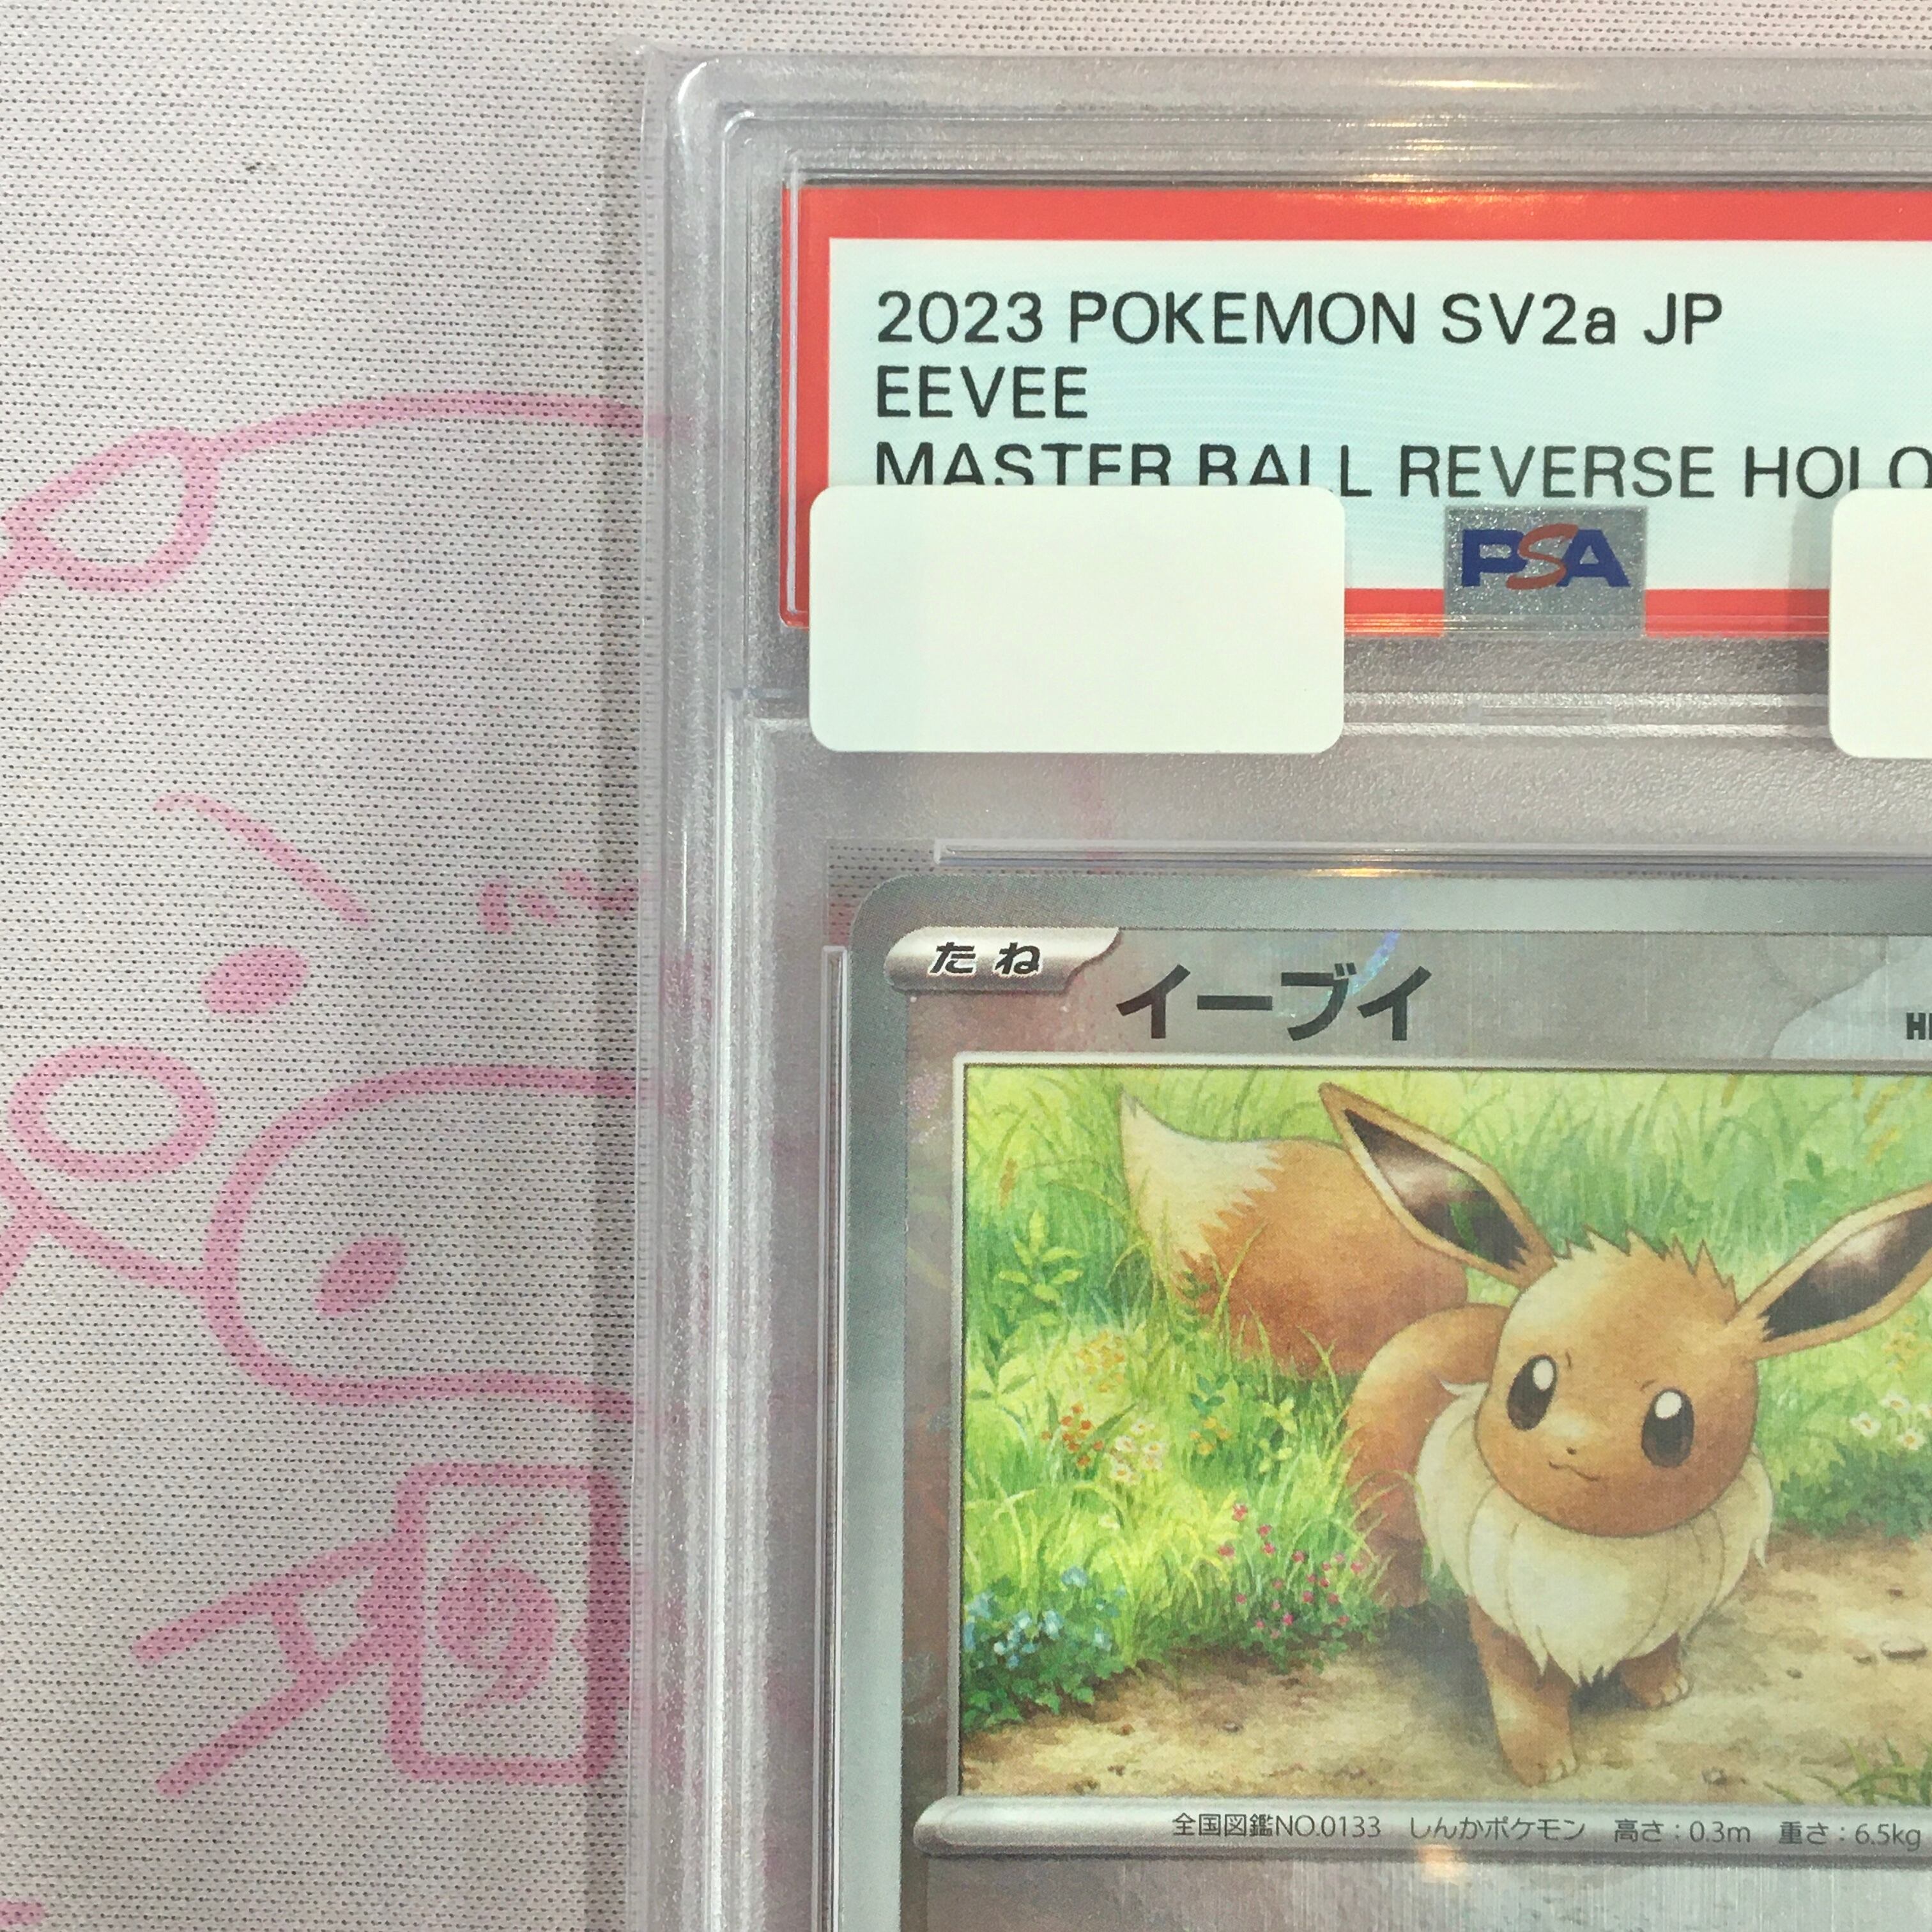 2023 POKEMON SV2a JP
EEVEE
MASTER BALL REVERSE HOLO
PSA
たね
イーブイ
全国図鑑NO.0133 しんかポケモン 高さ:0.3m 重さ:6.5kg